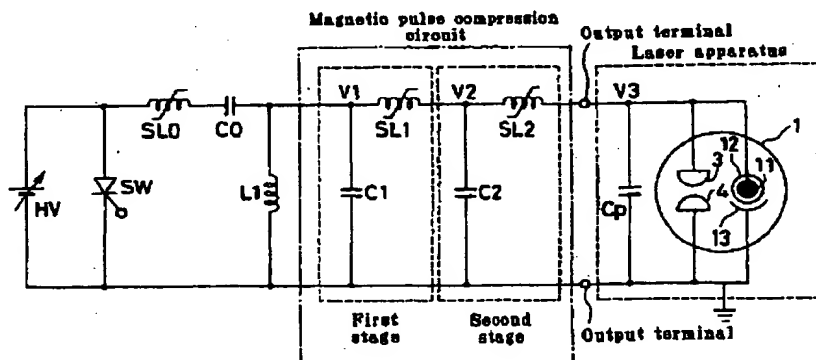 Magnetic pulse compression
circuit
Output terminal
Laser apparatus
V1
V2
V3
SL0
C0
SL1
SL2
1
12
11
3
4
13
HV
SW
L1
C1
C2
Cp
First
stage
Second
stage
Output terminal